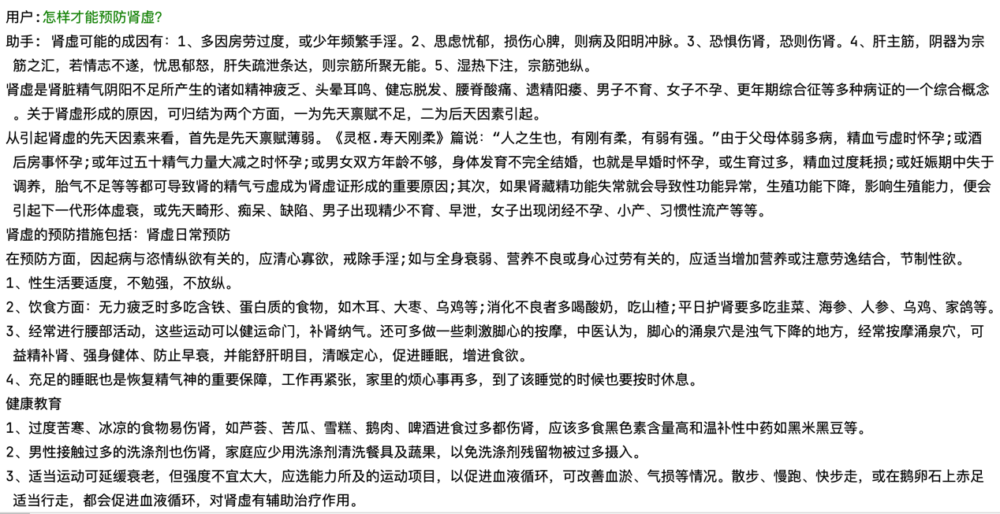 用户:怎样才能预防肾虚?
助手: 肾虚可能的成因有: 1、多因房劳过度，或少年频繁手淫。2、思虑忧郁，损伤心脾，则病及阳明冲脉。3、恐惧伤肾，恐则伤肾。4、肝主筋，阴器为宗
筋之汇，若情志不遂，忧思郁怒，肝失疏泄条达，则宗筋所聚无能。5、湿热下注，宗筋弛纵。
肾虚是肾脏精气阴阳不足所产生的诸如精神疲乏、头晕耳鸣、健忘脱发、腰脊酸痛、遗精阳痿、男子不育、女子不孕、更年期综合征等多种病证的一个综合概念
。关于肾虚形成的原因，可归结为两个方面，一为先天禀赋不足，二为后天因素引起。
从引起肾虚的先天因素来看，首先是先天禀赋薄弱。《灵枢.寿天刚柔》篇说: “人之生也，有刚有柔，有弱有强。”由于父母体弱多病，精血亏虚时怀孕;或酒
后房事怀孕;或年过五十精气力量大减之时怀孕;或男女双方年龄不够，身体发育不完全结婚，也就是早婚时怀孕，或生育过多，精血过度耗损;或妊娠期中失于
调养，胎气不足等等都可导致肾的精气亏虚成为肾虚证形成的重要原因;其次，如果肾藏精功能失常就会导致性功能异常，生殖功能下降，影响生殖能力，便会
引起下一代形体虚衰，或先天畸形、痴呆、缺陷、男子出现精少不育、早泄，女子出现闭经不孕、小产、习惯性流产等等。
肾虚的预防措施包括: 肾虚日常预防
在预防方面，因起病与恣情纵欲有关的，应清心寡欲，戒除手淫;如与全身衰弱、营养不良或身心过劳有关的，应适当增加营养或注意劳逸结合，节制性欲。
1、性生活要适度，不勉强，不放纵。
2、饮食方面: 无力疲乏时多吃含铁、蛋白质的食物，如木耳、大枣、乌鸡等;消化不良者多喝酸奶，吃山楂;平日护肾要多吃韭菜、海参、人参、乌鸡、家鸽等。
3、经常进行腰部活动，这些运动可以健运命门，补肾纳气。还可多做一些刺激脚心的按摩，中医认为，脚心的涌泉穴是浊气下降的地方，经常按摩涌泉穴，可
益精补肾、强身健体、防止早衰，并能舒肝明目，清喉定心，促进睡眠，增进食欲。
4、充足的睡眠也是恢复精气神的重要保障，工作再紧张，家里的烦心事再多，到了该睡觉的时候也要按时休息。
健康教育
1、过度苦寒、冰凉的食物易伤肾，如芦荟、苦瓜、雪糕、鹅肉、啤酒进食过多都伤肾，应该多食黑色素含量高和温补性中药如黑米黑豆等。
2、男性接触过多的洗涤剂也伤肾，家庭应少用洗涤剂清洗餐具及蔬果，以免洗涤剂残留物被过多摄入。
3、适当运动可延缓衰老，但强度不宜太大，应选能力所及的运动项目，以促进血液循环，可改善血淤、气损等情况。散步、慢跑、快步走，或在鹅卵石上赤足
适当行走，都会促进血液循环，对肾虚有辅助治疗作用。